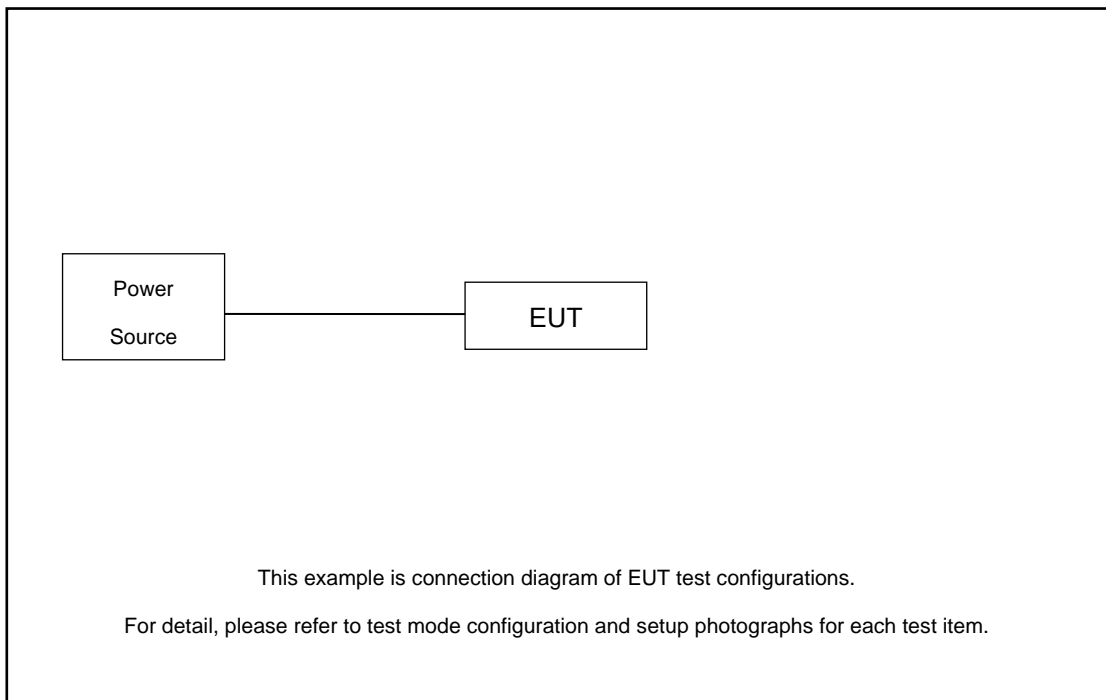 Power
Source
EUT
This example is connection diagram of EUT test configurations.
For detail, please refer to test mode configuration and setup photographs for each test item.